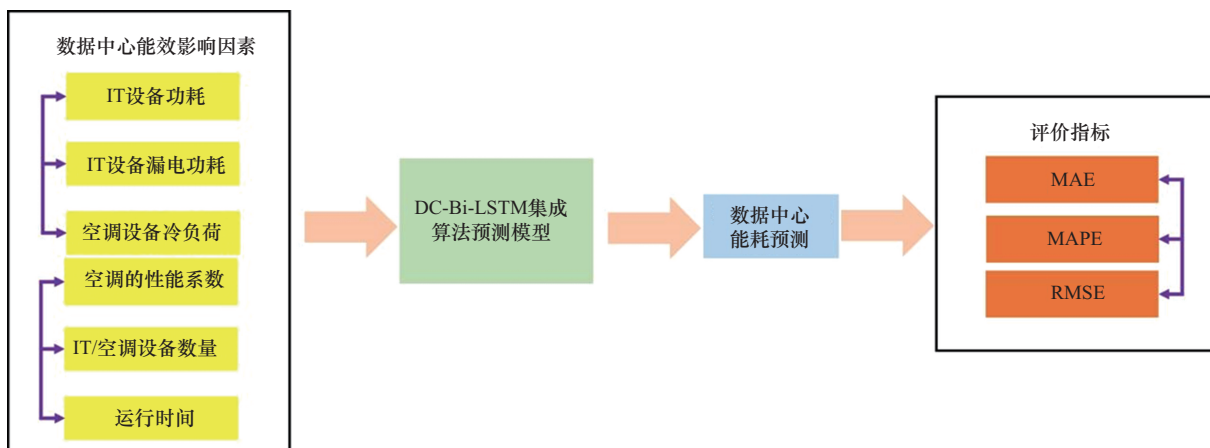 数据中心能效影响因素
IT设备功耗
IT设备漏电功耗
空调设备冷负荷
空调的性能系数
IT/空调设备数量
运行时间
DC-Bi-LSTM集成
算法预测模型
数据中心
能耗预测
评价指标
MAE
MAPE
RMSE